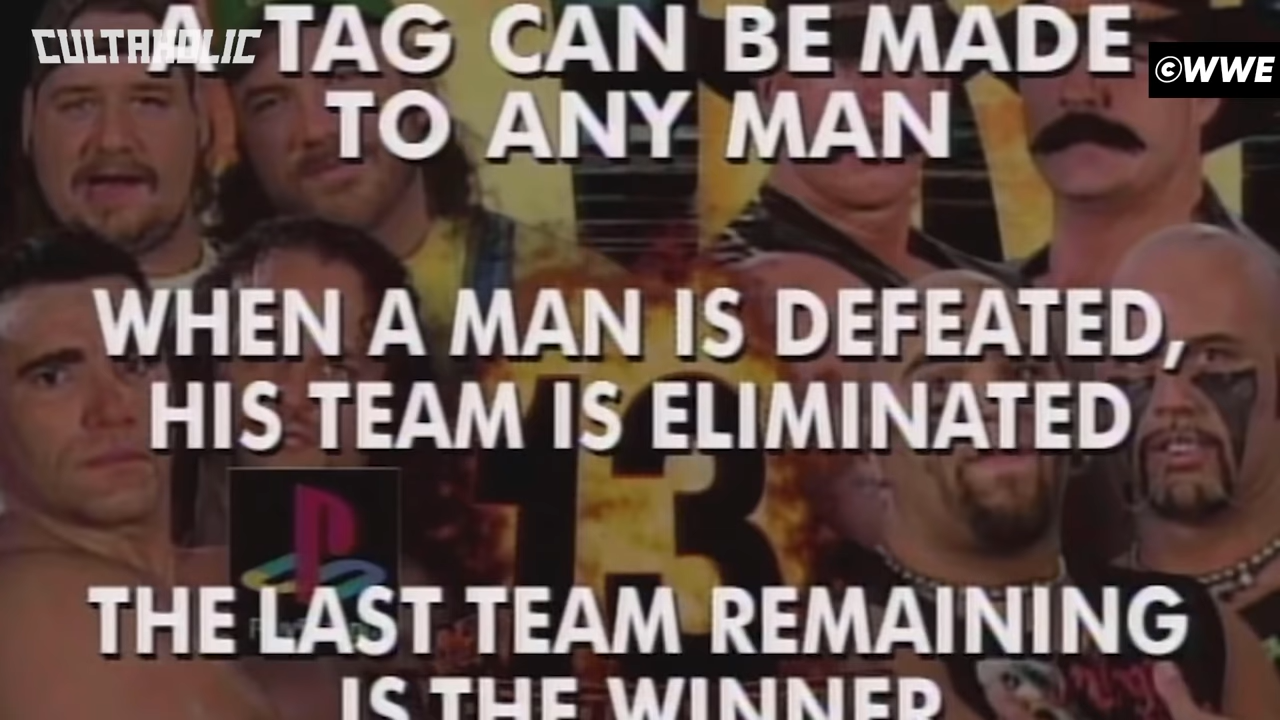 CULTAHOLIC
©WWE
A TAG CAN BE MADE
TO ANY MAN
WHEN A MAN IS DEFEATED,
HIS TEAM IS ELIMINATED
13
THE LAST TEAM REMAINING
IS THE WINNER